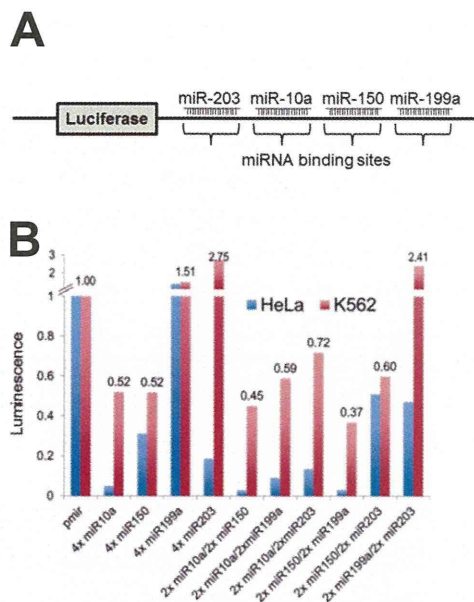 A
miR-203 miR-10a miR-150 miR-199a
Luciferase
miRNA binding sites
B
Luminescence
3
2
1
0.8
0.6
0.4
0.2
0
HeLa K562
1.00
0.52
0.52
1.51
2.75
0.45
0.59
0.72
0.37
0.60
2.41
pmir
4x miR10a
4x miR150
4x miR199a
4x miR203
2x miR10a/2x miR150
2x miR10a/2xmiR199a
2x miR10a/2xmiR203
2x miR150/2x miR199a
2x miR150/2x miR203
2x miR199a/2x miR203